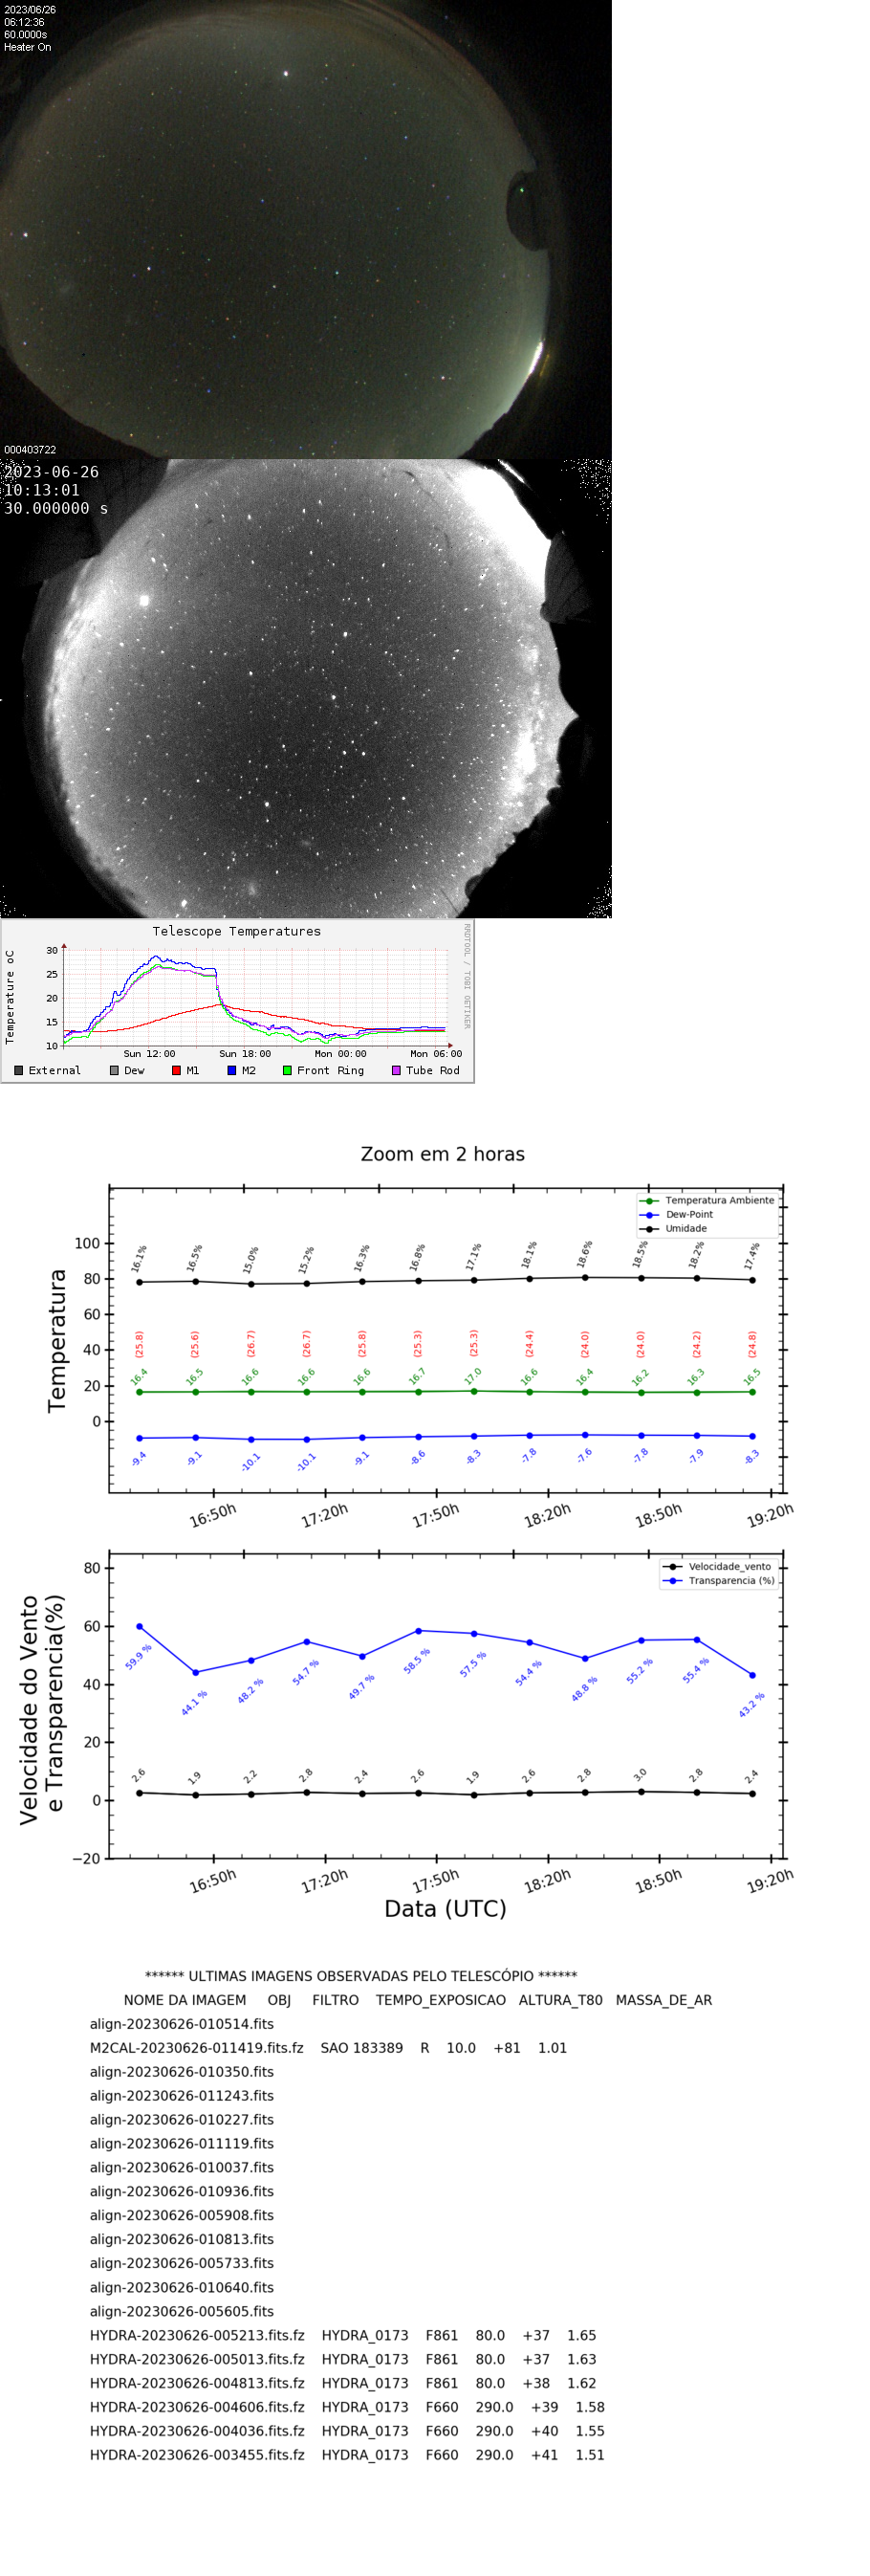 2023/06/26
06:12:36
60.0000s
Heater On
000403722
2023-06-26
10:13:01
30.000000 s
Telescope Temperatures
RRDTOOL / TOBI OETIKER
Temperature oC
30
25
20
15
10
Sun 12:00 Sun 18:00 Mon 00:00 Mon 06:00
External Dew M1 M2 Front Ring Tube Rod
Zoom em 2 horas
Temperatura Ambiente
Dew-Point
Umidade
Temperatura
100
80
60
40
20
0
16.1% 16.5% 15.0% 15.2% 16.3% 16.8% 17.1% 18.1% 18.6% 18.5% 18.2% 17.4%
(25.8) (25.6) (26.7) (26.7) (25.8) (25.3) (25.3) (24.4) (24.0) (24.0) (24.2) (24.8)
16.4 16.5 16.6 16.6 16.6 16.7 17.0 16.6 16.4 16.2 16.3 16.5
-9.4 -9.1 -10.1 -10.1 -9.1 -8.6 -8.3 -7.8 -7.6 -7.8 -7.9 -8.3
16:50h 17:20h 17:50h 18:20h 18:50h 19:20h
Velocidade_vento
Transparencia (%)
Velocidade do Vento
e Transparencia(%)
80
60
40
20
0
−20
59.9 % 44.1 % 48.2 % 54.7 % 49.7 % 58.5 % 57.5 % 54.4 % 48.8 % 55.2 % 55.4 % 43.2 %
2.6 1.9 2.2 2.8 2.4 2.6 1.9 2.6 2.8 3.0 2.8 2.4
16:50h 17:20h 17:50h 18:20h 18:50h 19:20h
Data (UTC)
****** ULTIMAS IMAGENS OBSERVADAS PELO TELESCÓPIO ******
NOME DA IMAGEM OBJ FILTRO TEMPO_EXPOSICAO ALTURA_T80 MASSA_DE_AR
align-20230626-010514.fits
M2CAL-20230626-011419.fits.fz SAO 183389 R 10.0 +81 1.01
align-20230626-010350.fits
align-20230626-011243.fits
align-20230626-010227.fits
align-20230626-011119.fits
align-20230626-010037.fits
align-20230626-010936.fits
align-20230626-005908.fits
align-20230626-010813.fits
align-20230626-005733.fits
align-20230626-010640.fits
align-20230626-005605.fits
HYDRA-20230626-005213.fits.fz HYDRA_0173 F861 80.0 +37 1.65
HYDRA-20230626-005013.fits.fz HYDRA_0173 F861 80.0 +37 1.63
HYDRA-20230626-004813.fits.fz HYDRA_0173 F861 80.0 +38 1.62
HYDRA-20230626-004606.fits.fz HYDRA_0173 F660 290.0 +39 1.58
HYDRA-20230626-004036.fits.fz HYDRA_0173 F660 290.0 +40 1.55
HYDRA-20230626-003455.fits.fz HYDRA_0173 F660 290.0 +41 1.51